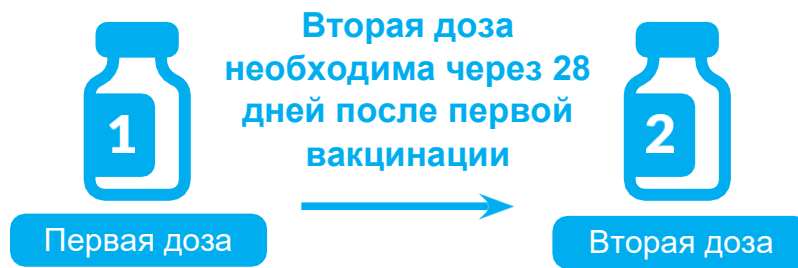 Вторая доза
необходима через 28
дней после первой
вакцинации
1
2
Первая доза
Вторая доза